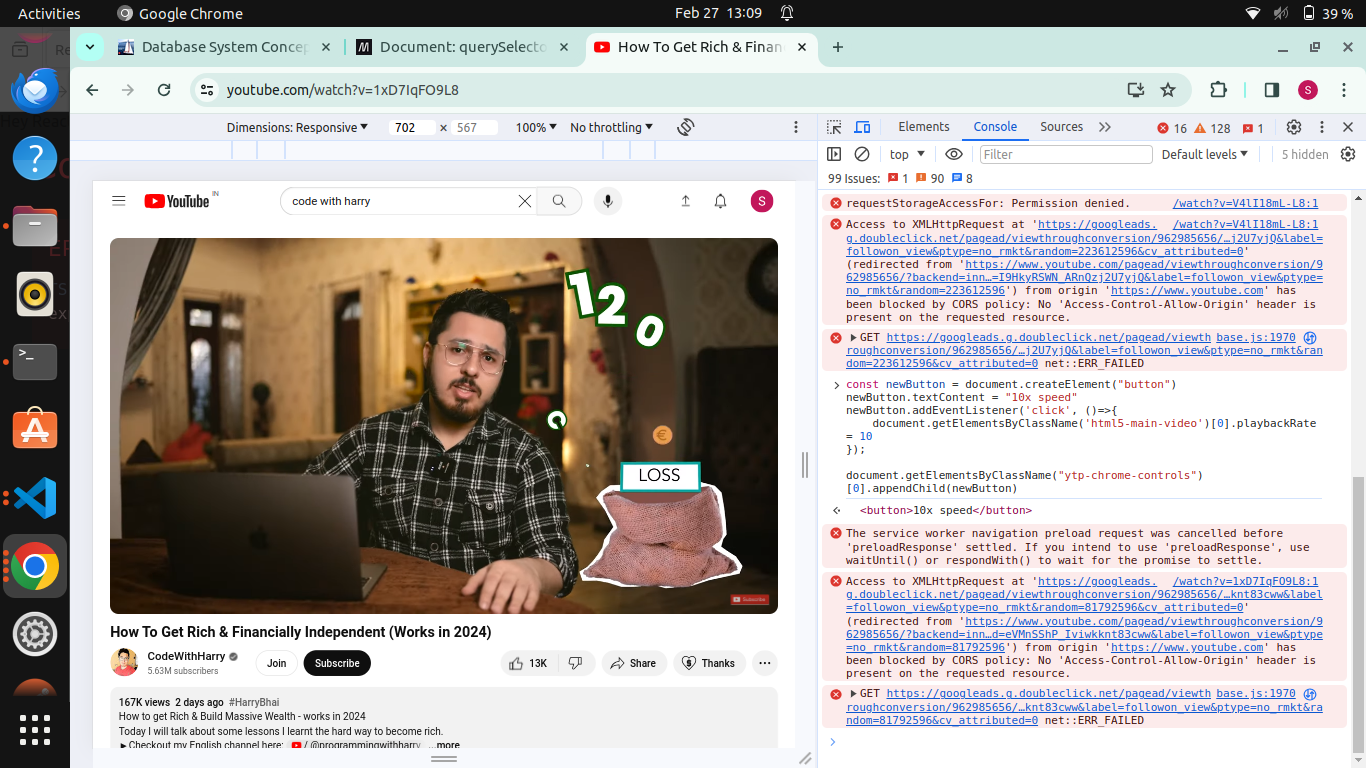 Activities
Google Chrome
Feb 27 13:09
39 %
Database System Concep
Document: querySelecto
How To Get Rich & Finan
youtube.com/watch?v=1xD7IqFO9L8
S
Dimensions: Responsive
702 × 567
100%
No throttling
Elements
Console
Sources
16
128
1
top
Filter
Default levels
5 hidden
99 Issues: 1 90 8
YouTube IN
code with harry
S
120
€
LOSS
Subscribe
How To Get Rich & Financially Independent (Works in 2024)
CodeWithHarry
5.63M subscribers
Join
Subscribe
13K
Share
Thanks
167K views 2 days ago #HarryBhai
How to get Rich & Build Massive Wealth - works in 2024
Today I will talk about some lessons I learnt the hard way to become rich.
►Checkout my English channel here: / @programmingwithharry ...more
requestStorageAccessFor: Permission denied. /watch?v=V4lI18mL-L8:1
Access to XMLHttpRequest at 'https://googleads. /watch?v=V4lI18mL-L8:1
g.doubleclick.net/pagead/viewthroughconversion/962985656/…j2U7yjQ&label=
followon_view&ptype=no_rmkt&random=223612596&cv_attributed=0'
(redirected from 'https://www.youtube.com/pagead/viewthroughconversion/9
62985656/?backend=inn…=I9HkyRSWN_ARnQzj2U7yjQ&label=followon_view&ptype=
no_rmkt&random=223612596') from origin 'https://www.youtube.com' has
been blocked by CORS policy: No 'Access-Control-Allow-Origin' header is
present on the requested resource.
GET https://googleads.g.doubleclick.net/pagead/viewth base.js:1970
roughconversion/962985656/…j2U7yjQ&label=followon_view&ptype=no_rmkt&ran
dom=223612596&cv_attributed=0 net::ERR_FAILED
const newButton = document.createElement("button")
newButton.textContent = "10x speed"
newButton.addEventListener('click', ()=>{
document.getElementsByClassName('html5-main-video')[0].playbackRate
= 10
});
document.getElementsByClassName("ytp-chrome-controls")
[0].appendChild(newButton)
<button>10x speed</button>
The service worker navigation preload request was cancelled before
'preloadResponse' settled. If you intend to use 'preloadResponse', use
waitUntil() or respondWith() to wait for the promise to settle.
Access to XMLHttpRequest at 'https://googleads. /watch?v=1xD7IqFO9L8:1
g.doubleclick.net/pagead/viewthroughconversion/962985656/…knt83cww&label
=followon_view&ptype=no_rmkt&random=81792596&cv_attributed=0'
(redirected from 'https://www.youtube.com/pagead/viewthroughconversion/9
62985656/?backend=inn…d=eVMnSShP_Iviwkknt83cww&label=followon_view&ptype
=no_rmkt&random=81792596') from origin 'https://www.youtube.com' has
been blocked by CORS policy: No 'Access-Control-Allow-Origin' header is
present on the requested resource.
GET https://googleads.g.doubleclick.net/pagead/viewth base.js:1970
roughconversion/962985656/…knt83cww&label=followon_view&ptype=no_rmkt&ra
ndom=81792596&cv_attributed=0 net::ERR_FAILED